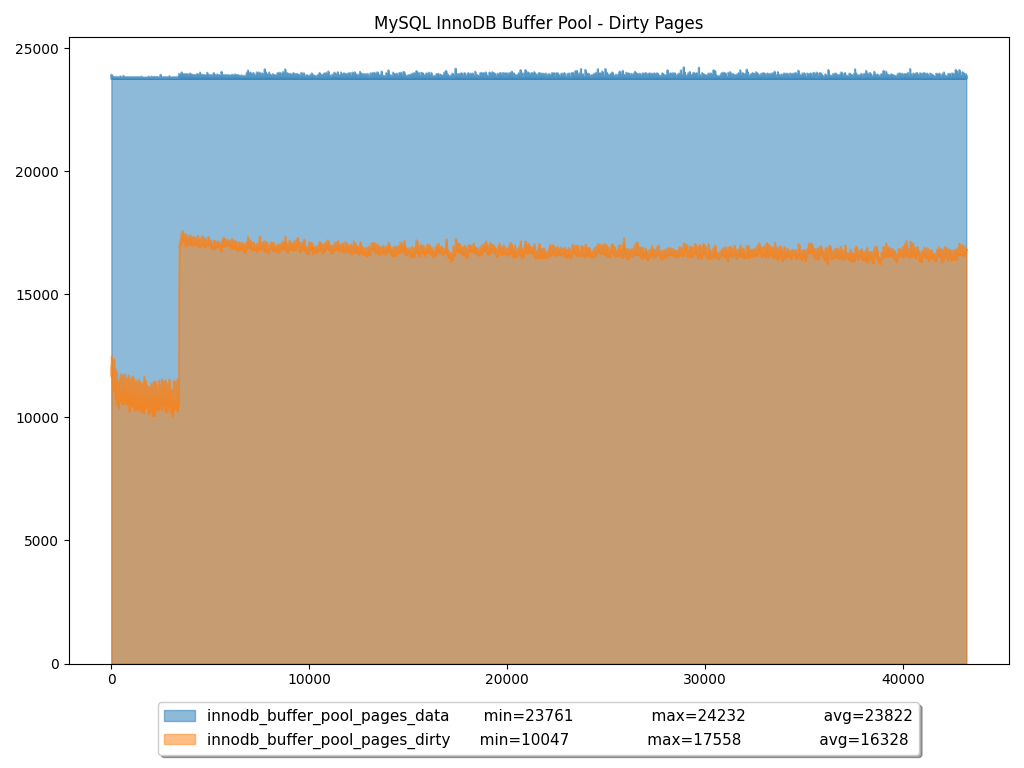 MySQL InnoDB Buffer Pool - Dirty Pages
25000
20000
15000
10000
5000
0
0 10000 20000 30000 40000
innodb_buffer_pool_pages_data min=23761 max=24232 avg=23822
innodb_buffer_pool_pages_dirty min=10047 max=17558 avg=16328